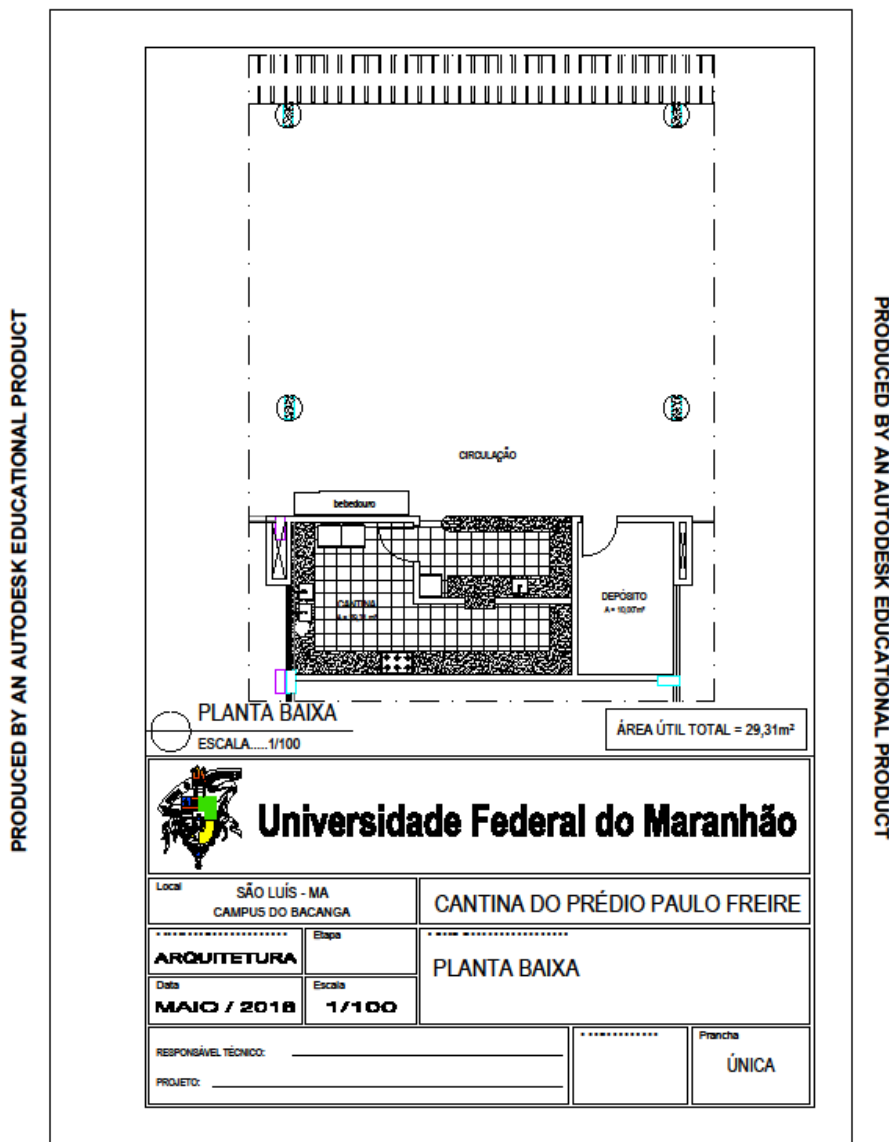 PRODUCED BY AN AUTODESK EDUCATIONAL PRODUCT
PRODUCED BY AN AUTODESK EDUCATIONAL PRODUCT
CIRCULAÇÃO
bebedouro
CANTINA
DEPÓSITO
A = 10,00m²
PLANTA BAIXA
ESCALA.....1/100
ÁREA ÚTIL TOTAL = 29,31m²
Universidade Federal do Maranhão
Local
SÃO LUÍS - MA
CAMPUS DO BACANGA
CANTINA DO PRÉDIO PAULO FREIRE
ARQUITETURA
Etapa
PLANTA BAIXA
Data
MAIO / 2016
Escala
1/100
RESPONSÁVEL TÉCNICO:
PROJETO:
Prancha
ÚNICA